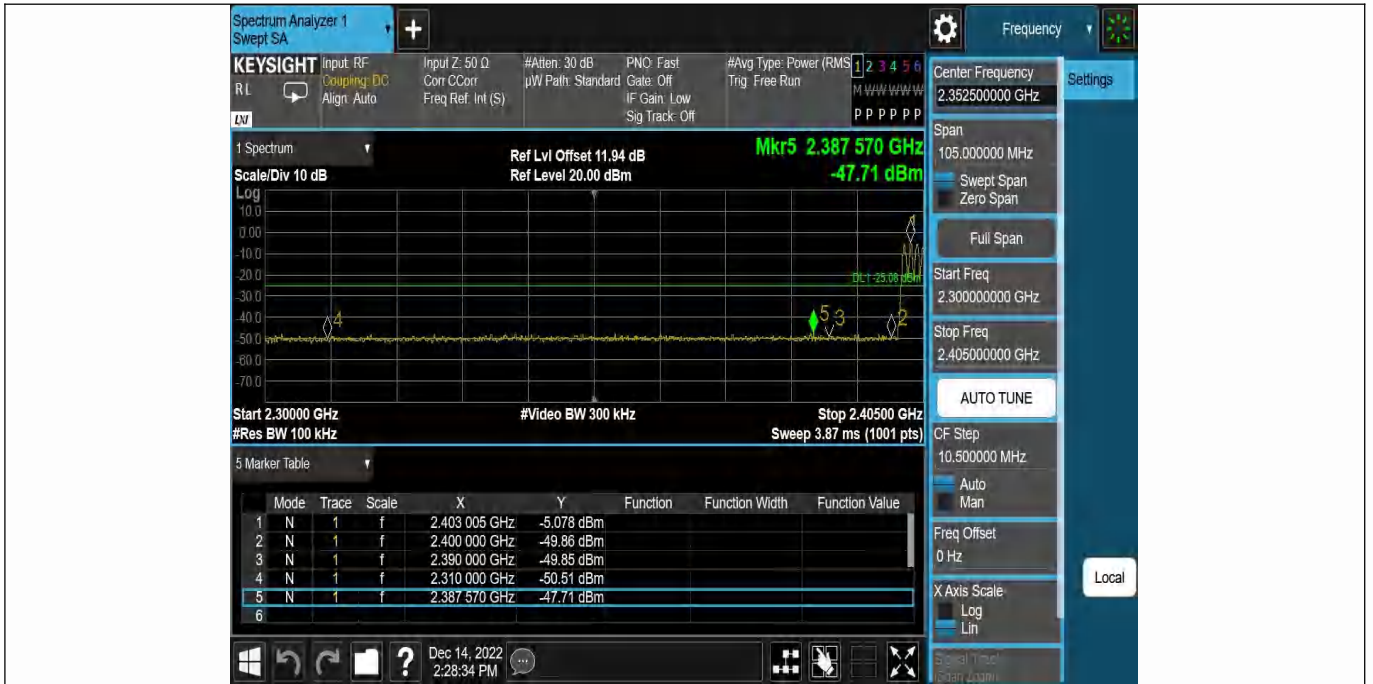 Spectrum Analyzer 1
Swept SA
+
Frequency
KEYSIGHT
RL
LXI
Input: RF
Coupling: DC
Align: Auto
Input Z: 50 Ω
Corr CCorr
Freq Ref: Int (S)
#Atten: 30 dB
µW Path: Standard
PNO: Fast
Gate: Off
IF Gain: Low
Sig Track: Off
#Avg Type: Power (RMS
Trig: Free Run
1 2 3 4 5 6
M W W W W W
P P P P P P
Center Frequency
2.352500000 GHz
Settings
Span
105.000000 MHz
Swept Span
Zero Span
Full Span
Start Freq
2.300000000 GHz
Stop Freq
2.405000000 GHz
AUTO TUNE
CF Step
10.500000 MHz
Auto
Man
Freq Offset
0 Hz
X Axis Scale
Log
Lin
Signal Track
(Span Zoom)
Local
1 Spectrum
Scale/Div 10 dB
Ref Lvl Offset 11.94 dB
Ref Level 20.00 dBm
Mkr5 2.387 570 GHz
-47.71 dBm
Log
10.0
0.00
-10.0
-20.0
-30.0
-40.0
-50.0
-60.0
-70.0
1
DL1 -25.08 dBm
4
5 3
2
Start 2.30000 GHz
#Video BW 300 kHz
Stop 2.40500 GHz
#Res BW 100 kHz
Sweep 3.87 ms (1001 pts)
5 Marker Table
Mode Trace Scale X Y Function Function Width Function Value
1 N 1 f 2.403 005 GHz -5.078 dBm
2 N 1 f 2.400 000 GHz -49.86 dBm
3 N 1 f 2.390 000 GHz -49.85 dBm
4 N 1 f 2.310 000 GHz -50.51 dBm
5 N 1 f 2.387 570 GHz -47.71 dBm
6
?
Dec 14, 2022
2:28:34 PM